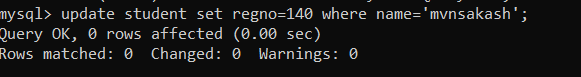 mysql> update student set regno=140 where name='mvnsakash';
Query OK, 0 rows affected (0.00 sec)
Rows matched: 0  Changed: 0  Warnings: 0